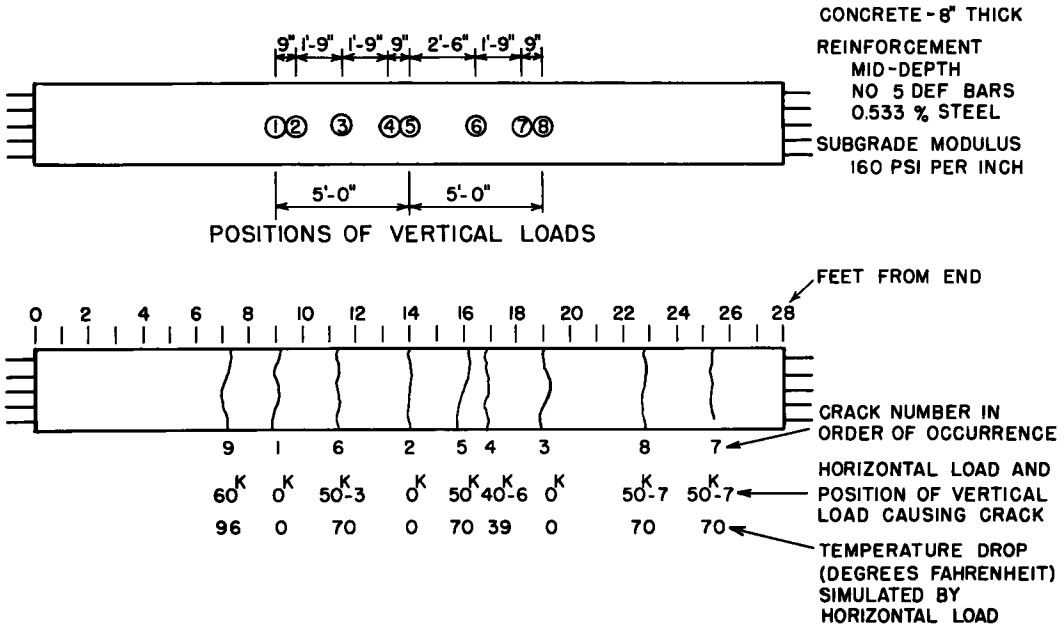 CONCRETE - 8" THICK
REINFORCEMENT
MID-DEPTH
NO 5 DEF BARS
0.533 % STEEL
SUBGRADE MODULUS
160 PSI PER INCH
9" 1'-9" 1'-9" 9" 2'-6" 1'-9" 9"
1 2 3 4 5 6 7 8
5'-0" 5'-0"
POSITIONS OF VERTICAL LOADS
FEET FROM END
0 2 4 6 8 10 12 14 16 18 20 22 24 26 28
9 1 6 2 5 4 3 8 7
CRACK NUMBER IN
ORDER OF OCCURRENCE
60K 0K 50K-3 0K 50K 40K-6 0K 50K-7 50K-7
HORIZONTAL LOAD AND
POSITION OF VERTICAL
LOAD CAUSING CRACK
96 0 70 0 70 39 0 70 70
TEMPERATURE DROP
(DEGREES FAHRENHEIT)
SIMULATED BY
HORIZONTAL LOAD